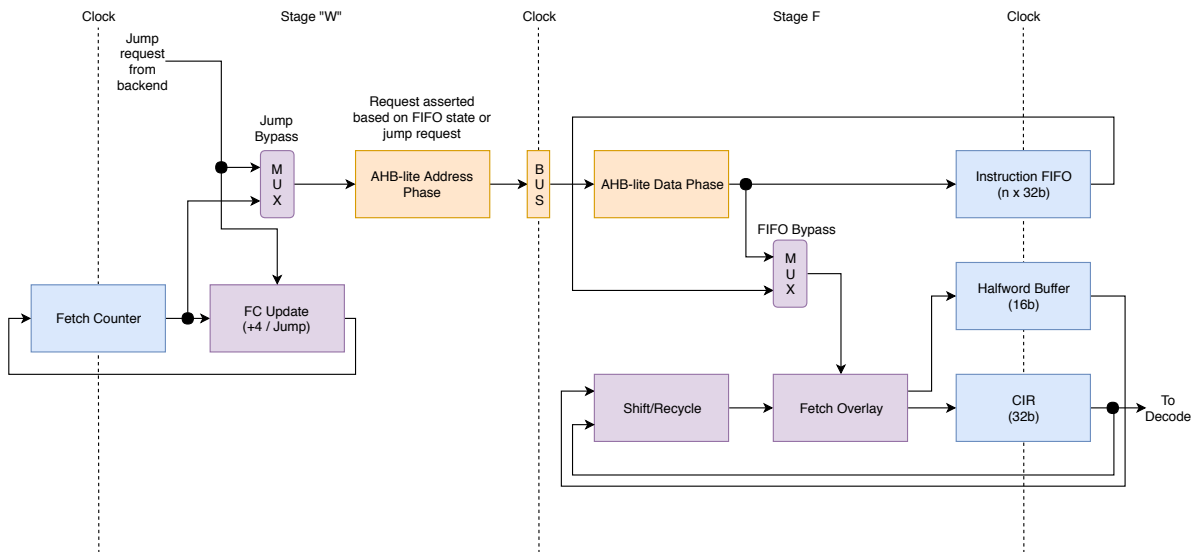 Clock
Stage "W"
Clock
Stage F
Clock
Jump
request
from
backend
Request asserted
based on FIFO state or
jump request
Jump
Bypass
M
U
X
AHB-lite Address
Phase
B
U
S
AHB-lite Data Phase
Instruction FIFO
(n x 32b)
FIFO Bypass
M
U
X
Fetch Counter
FC Update
(+4 / Jump)
Halfword Buffer
(16b)
Shift/Recycle
Fetch Overlay
CIR
(32b)
To
Decode